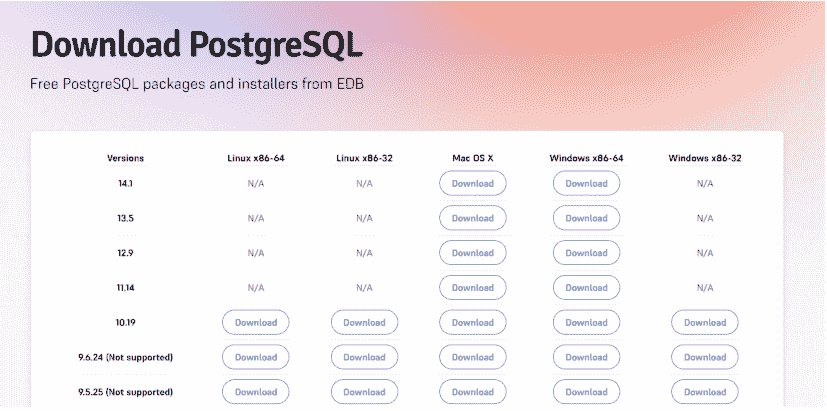 Download PostgreSQL
Free PostgreSQL packages and installers from EDB
Versions Linux x86-64 Linux x86-32 Mac OS X Windows x86-64 Windows x86-32
14.1 N/A N/A Download Download N/A
13.5 N/A N/A Download Download N/A
12.9 N/A N/A Download Download N/A
11.14 N/A N/A Download Download N/A
10.19 Download Download Download Download Download
9.6.24 (Not supported) Download Download Download Download Download
9.5.25 (Not supported) Download Download Download Download Download